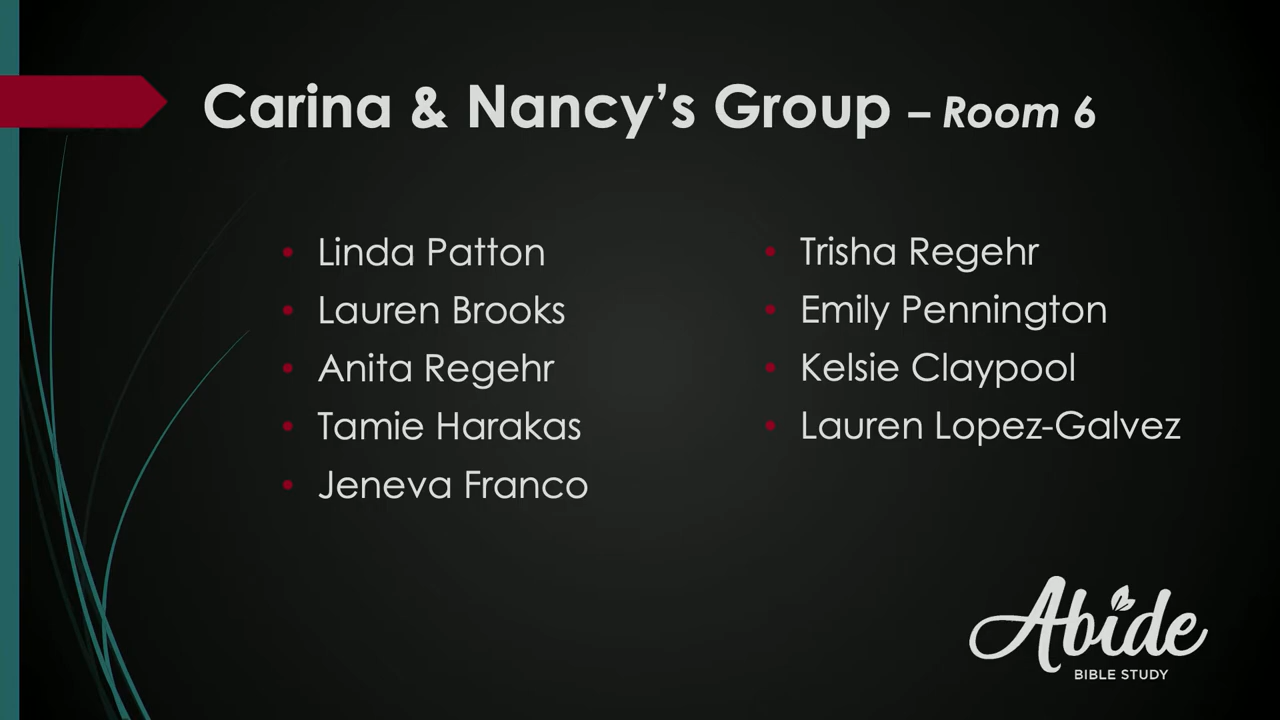 Carina & Nancy’s Group – Room 6
• Linda Patton
• Lauren Brooks
• Anita Regehr
• Tamie Harakas
• Jeneva Franco
• Trisha Regehr
• Emily Pennington
• Kelsie Claypool
• Lauren Lopez-Galvez
Abide
BIBLE STUDY